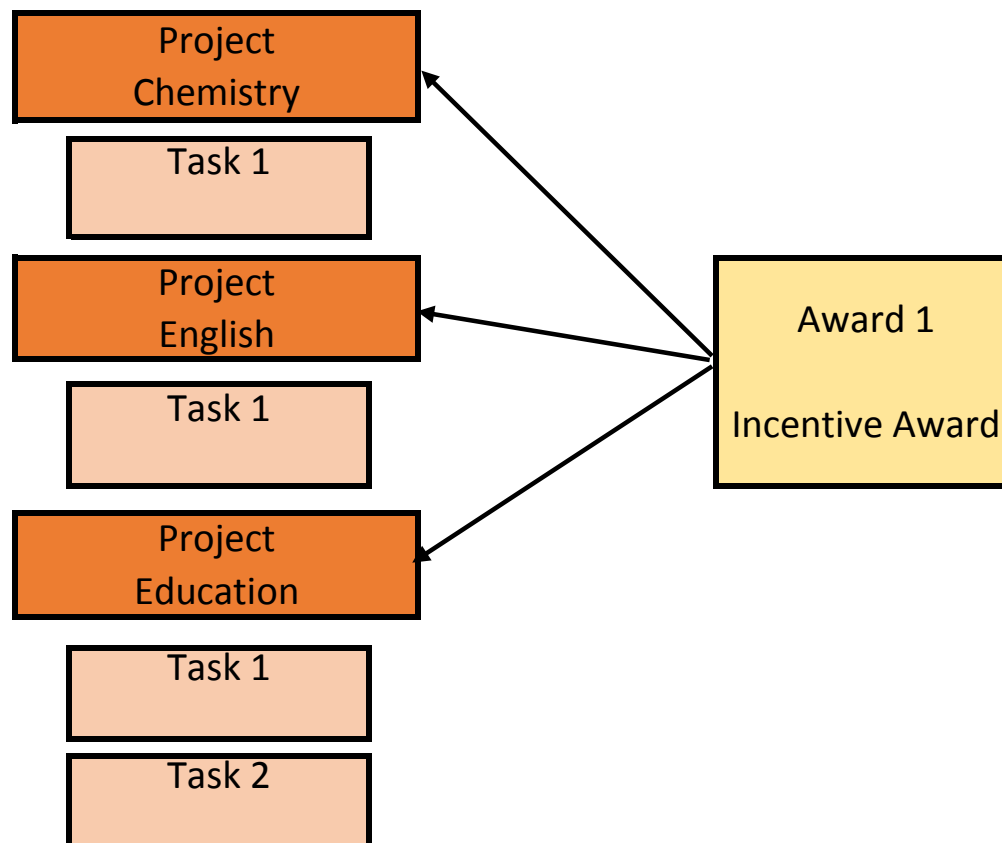 Project
Chemistry
Task 1
Project
English
Task 1
Project
Education
Task 1
Task 2
Award 1
Incentive Award